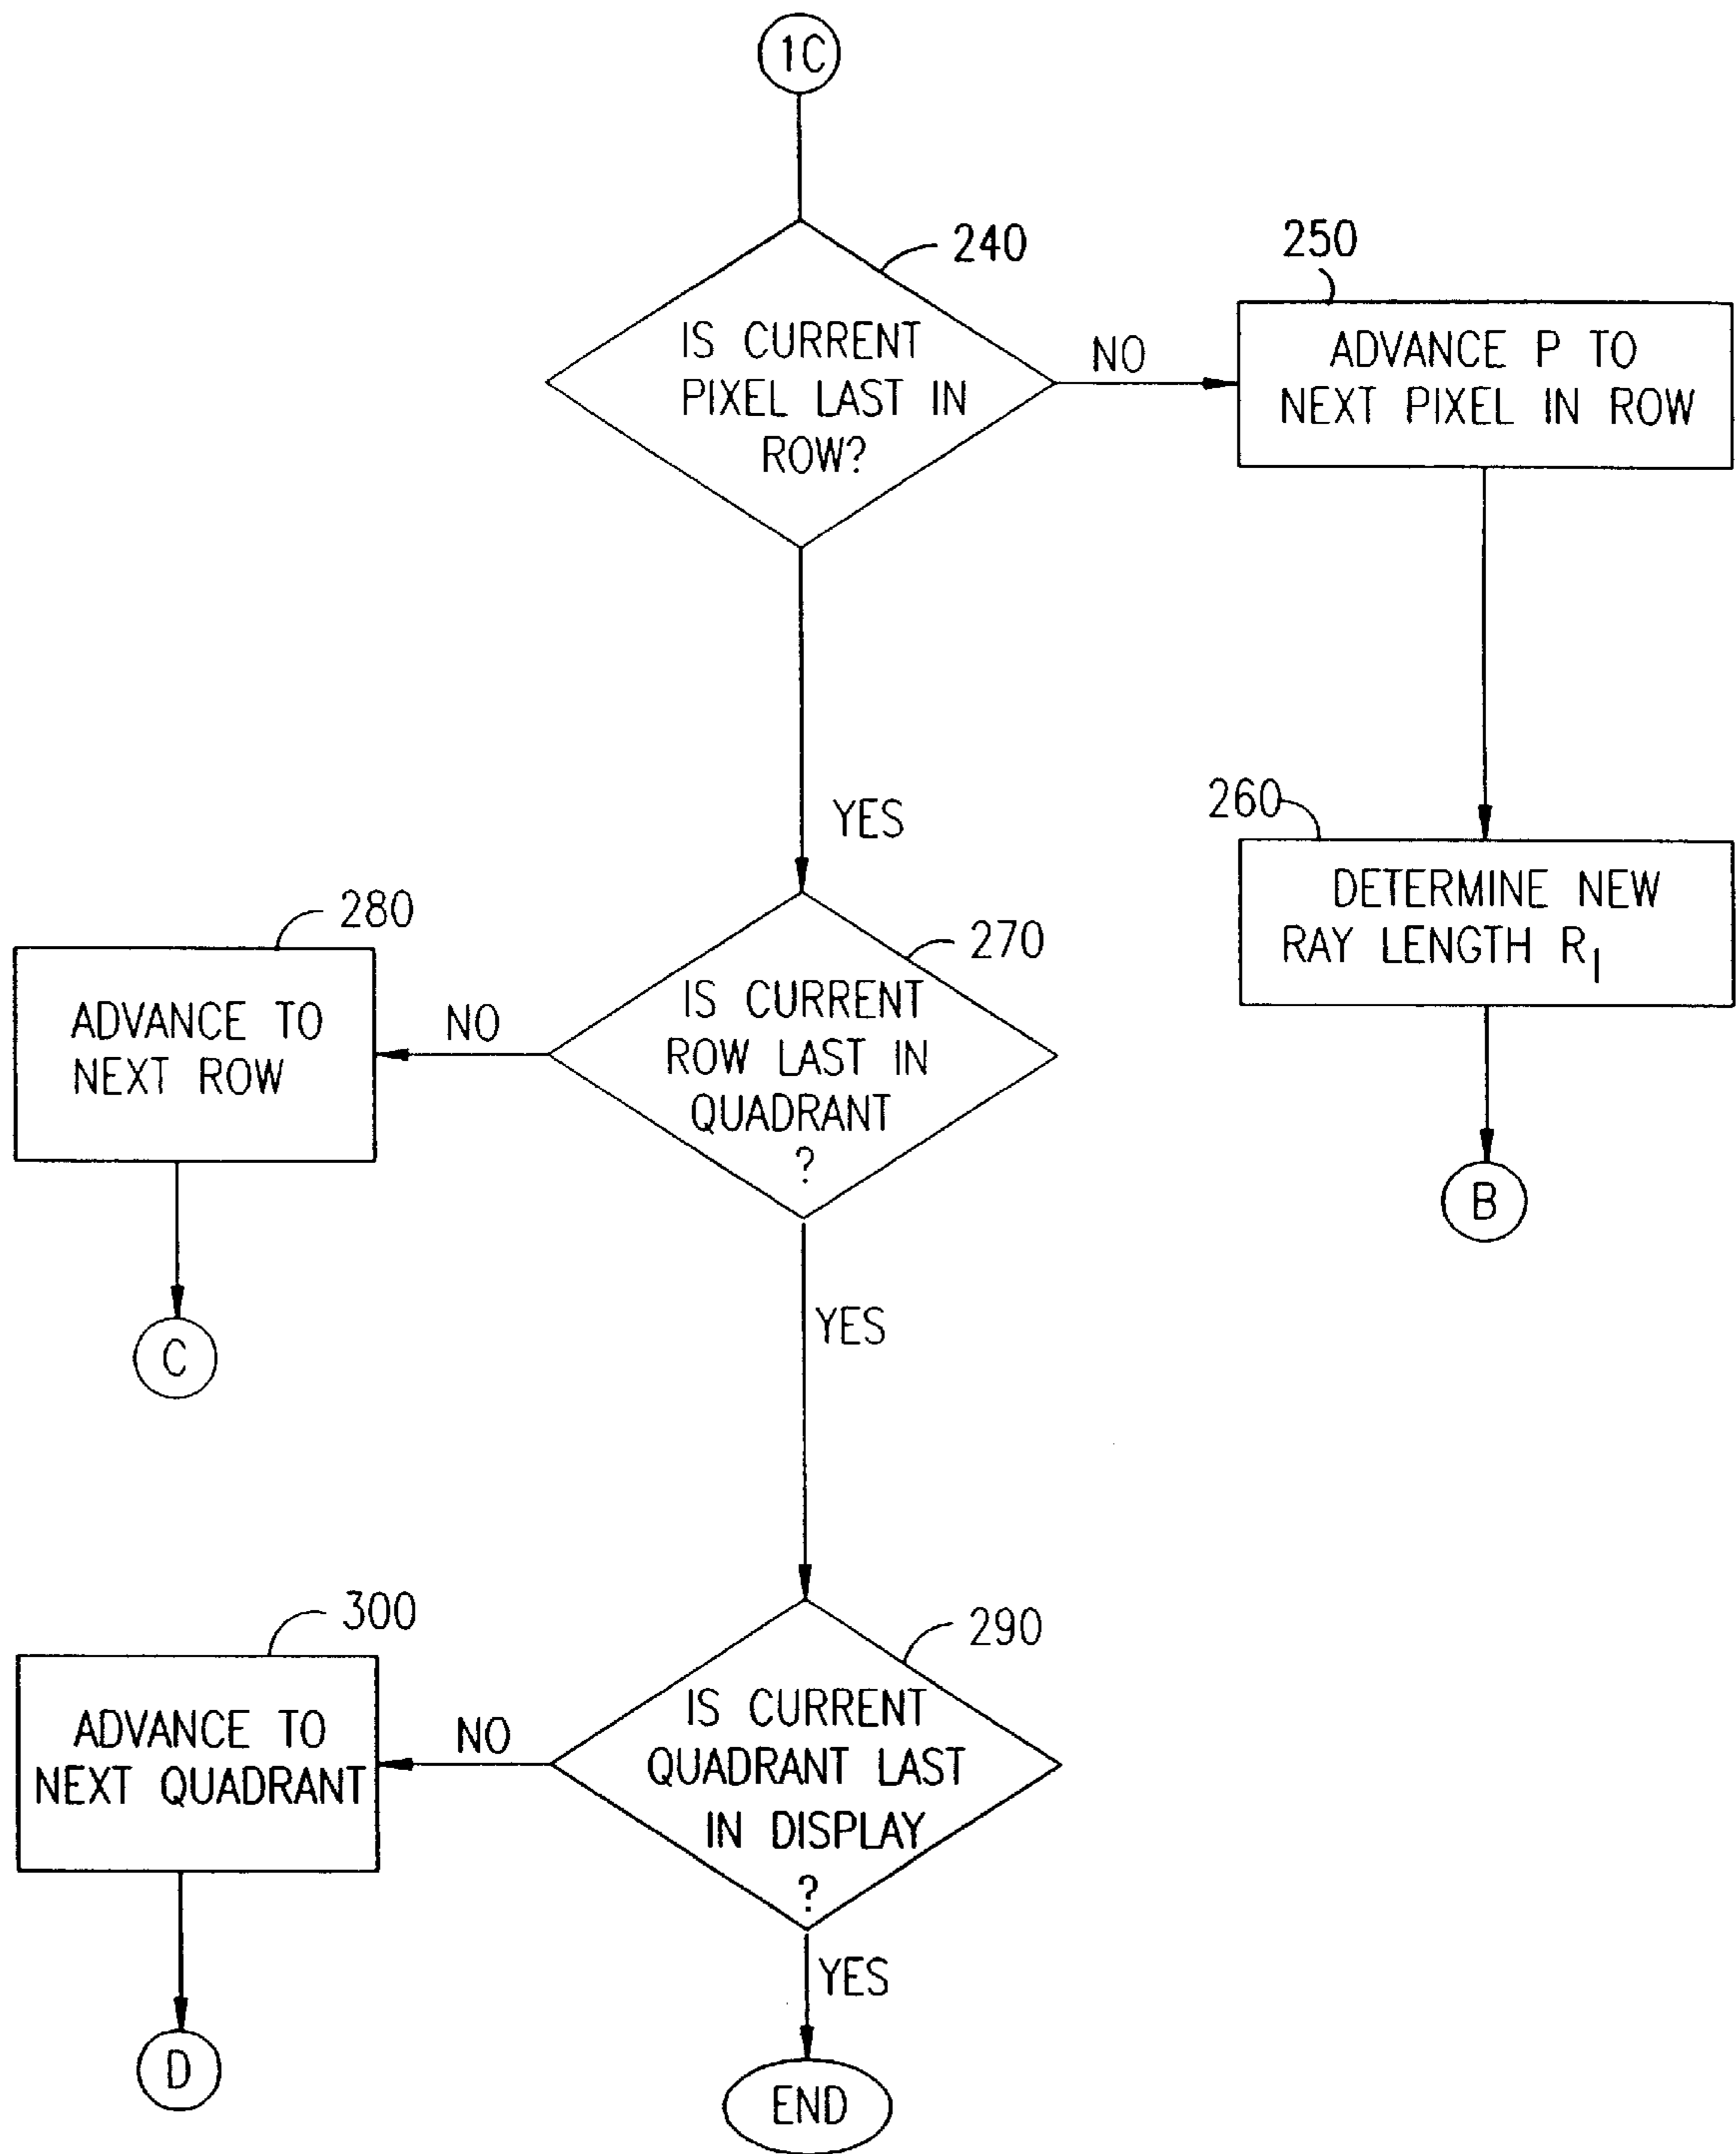 1C
240
IS CURRENT
PIXEL LAST IN
ROW?
NO
250
ADVANCE P TO
NEXT PIXEL IN ROW
YES
260
DETERMINE NEW
RAY LENGTH R1
B
270
IS CURRENT
ROW LAST IN
QUADRANT
?
NO
280
ADVANCE TO
NEXT ROW
C
YES
290
IS CURRENT
QUADRANT LAST
IN DISPLAY
?
NO
300
ADVANCE TO
NEXT QUADRANT
D
YES
END